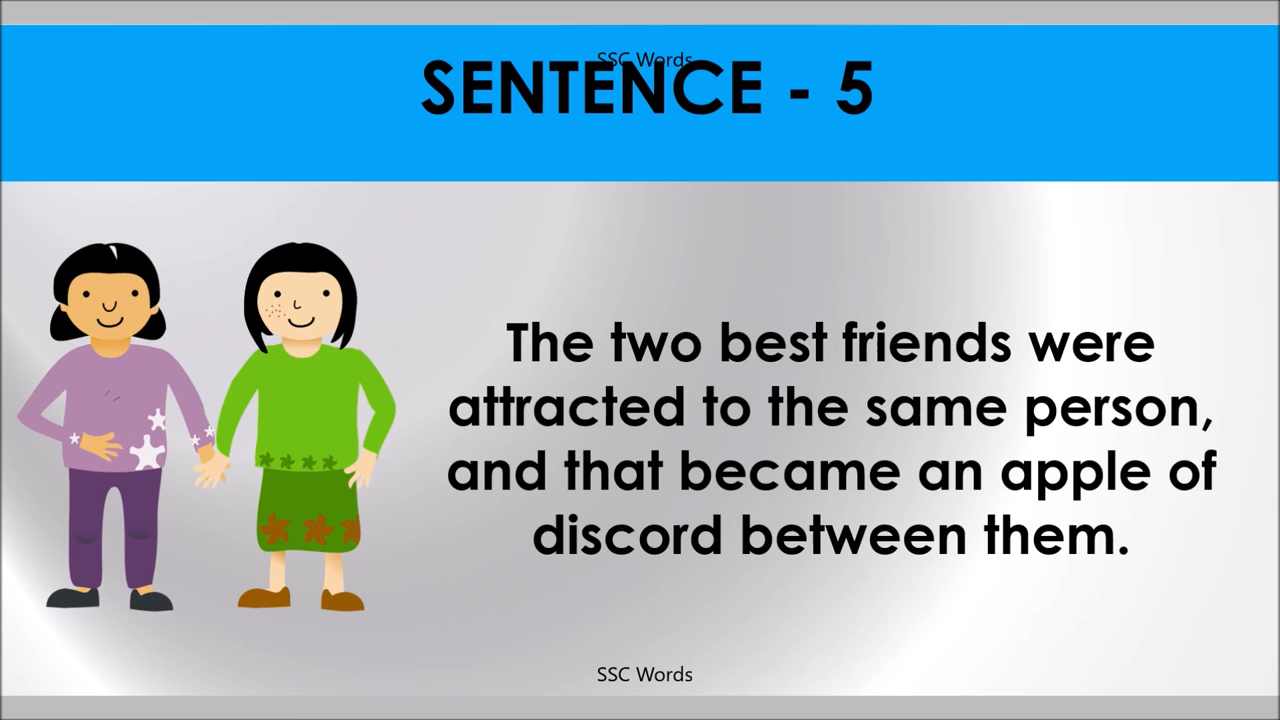 SSC Words
SENTENCE - 5
The two best friends were
attracted to the same person,
and that became an apple of
discord between them.
SSC Words